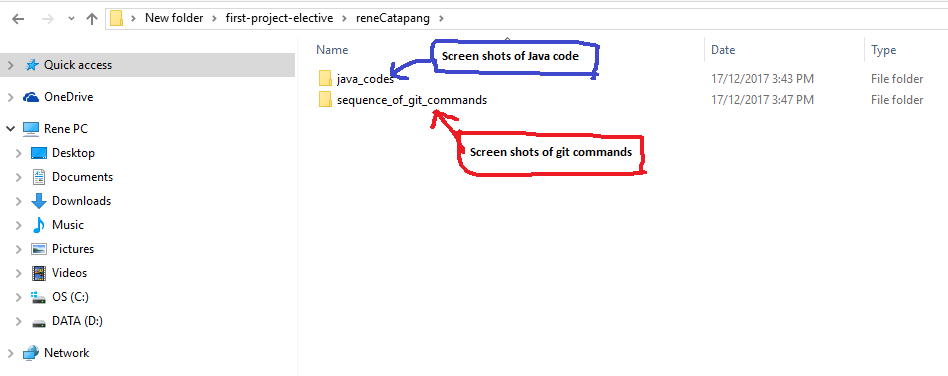 New folder > first-project-elective > reneCatapang >
Name Date Type
Screen shots of Java code
java_codes 17/12/2017 3:43 PM File folder
sequence_of_git_commands 17/12/2017 3:47 PM File folder
Screen shots of git commands
Quick access
OneDrive
Rene PC
Desktop
Documents
Downloads
Music
Pictures
Videos
OS (C:)
DATA (D:)
Network